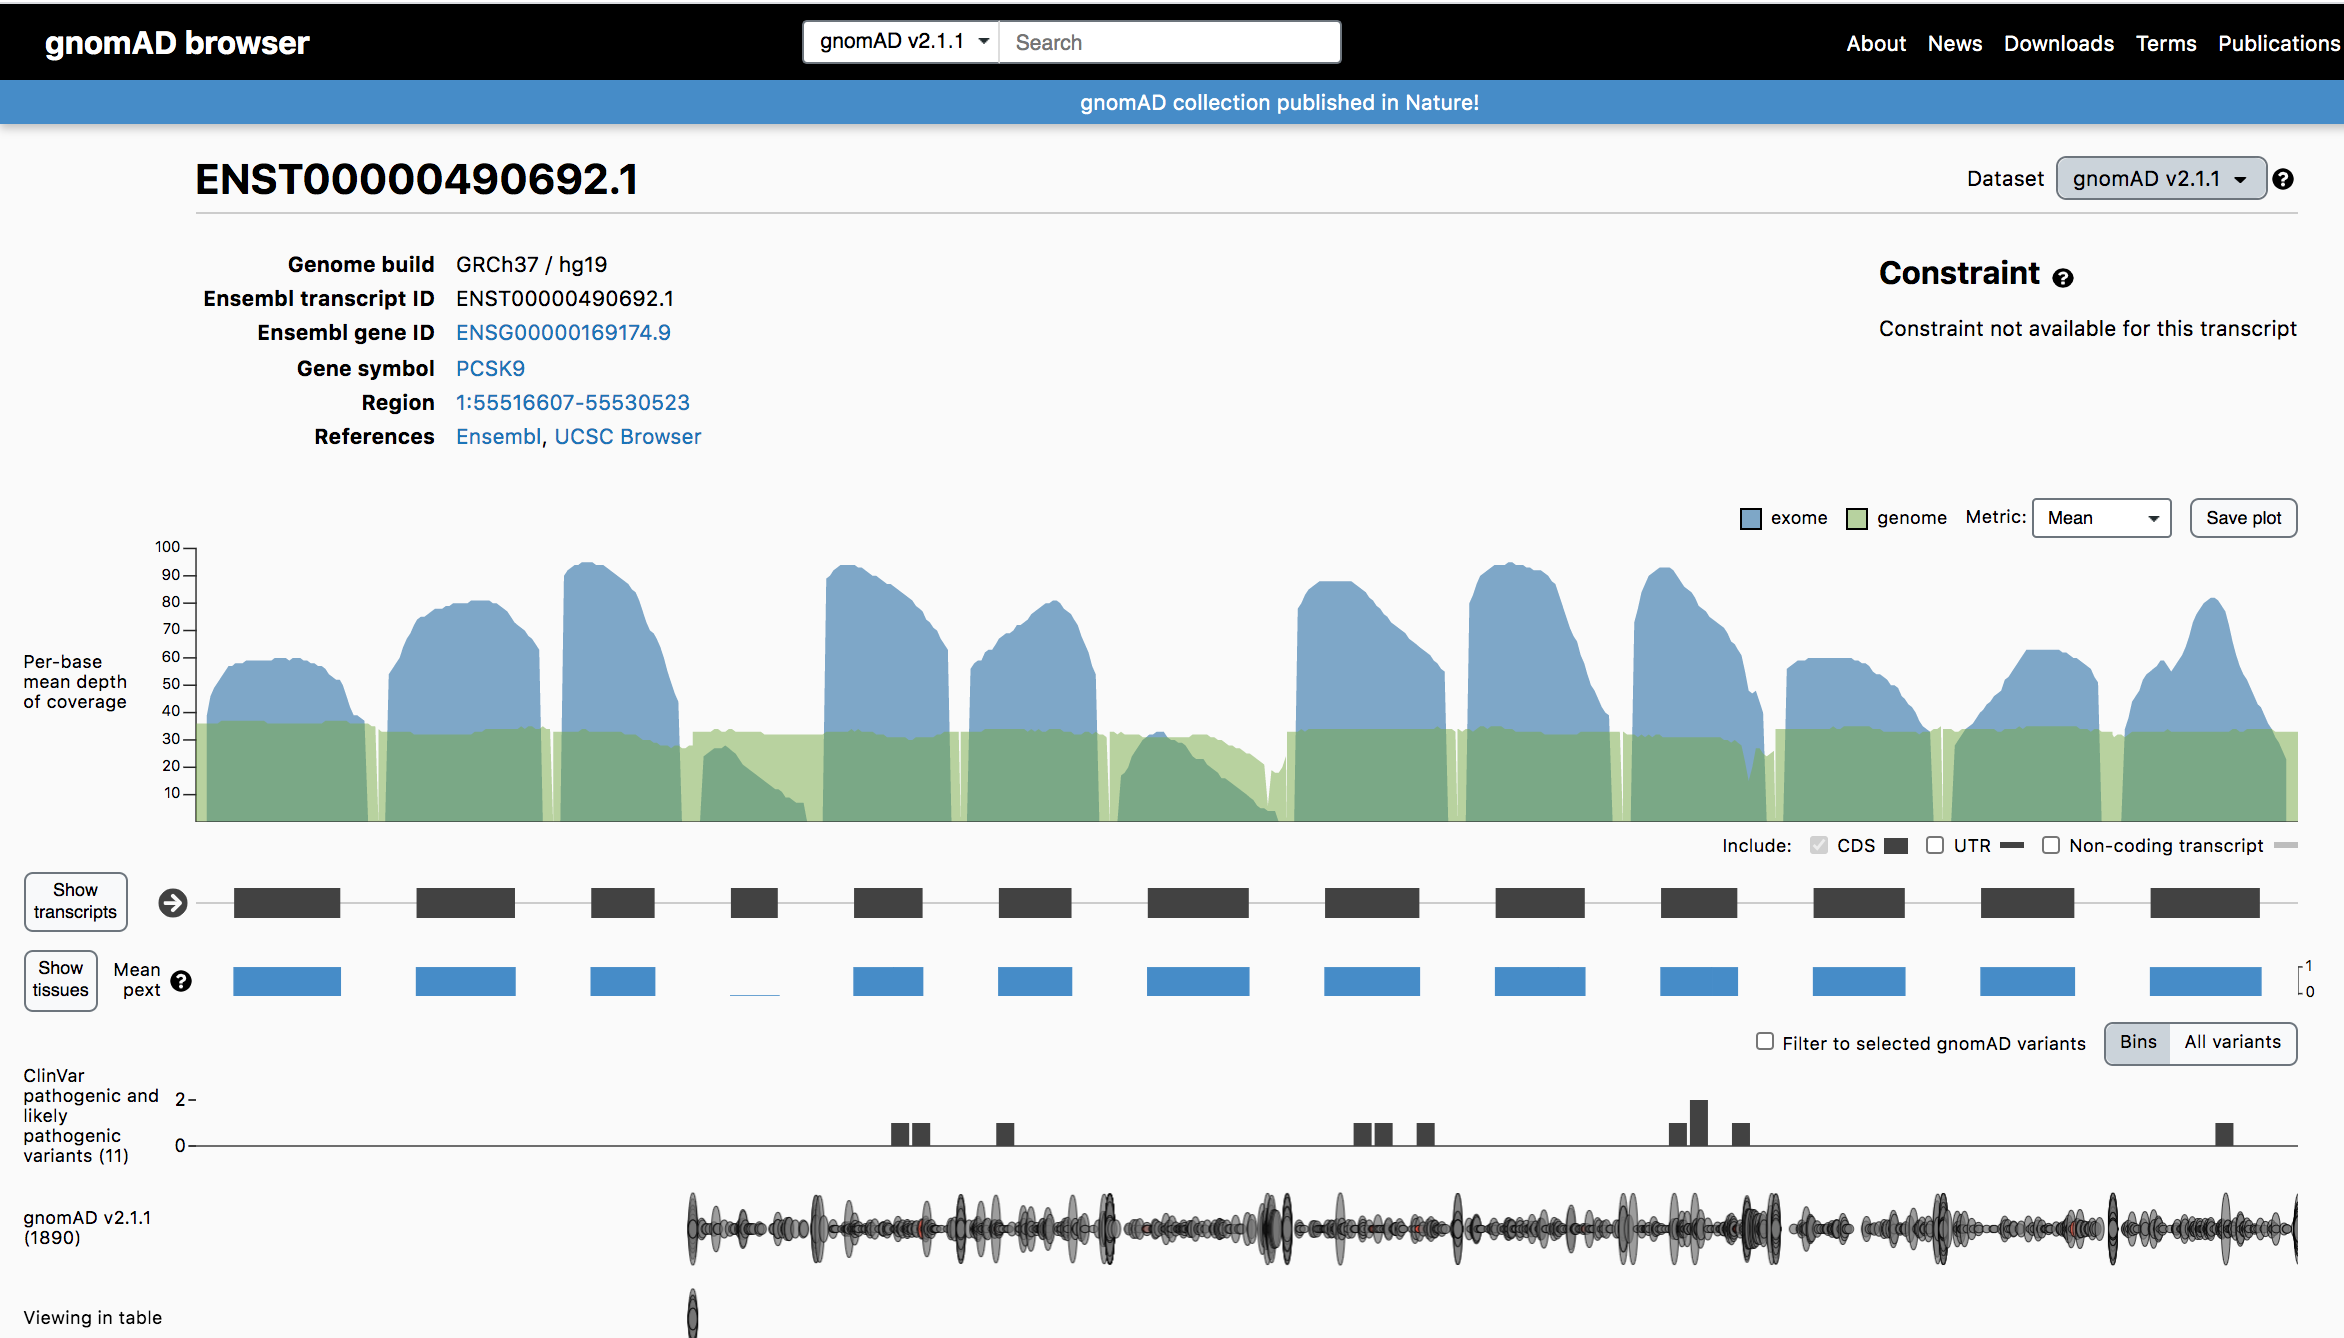 gnomAD browser
gnomAD v2.1.1 Search
About News Downloads Terms Publications
gnomAD collection published in Nature!
ENST00000490692.1
Dataset gnomAD v2.1.1 ?
Genome build GRCh37 / hg19
Ensembl transcript ID ENST00000490692.1
Ensembl gene ID ENSG00000169174.9
Gene symbol PCSK9
Region 1:55516607-55530523
References Ensembl, UCSC Browser
Constraint ?
Constraint not available for this transcript
exome genome Metric: Mean Save plot
Per-base
mean depth
of coverage
100
90
80
70
60
50
40
30
20
10
Include: CDS UTR Non-coding transcript
Show
transcripts
Show
tissues
Mean
pext ?
1
0
Filter to selected gnomAD variants Bins All variants
ClinVar
pathogenic and
likely
pathogenic
variants (11)
2
0
gnomAD v2.1.1
(1890)
Viewing in table